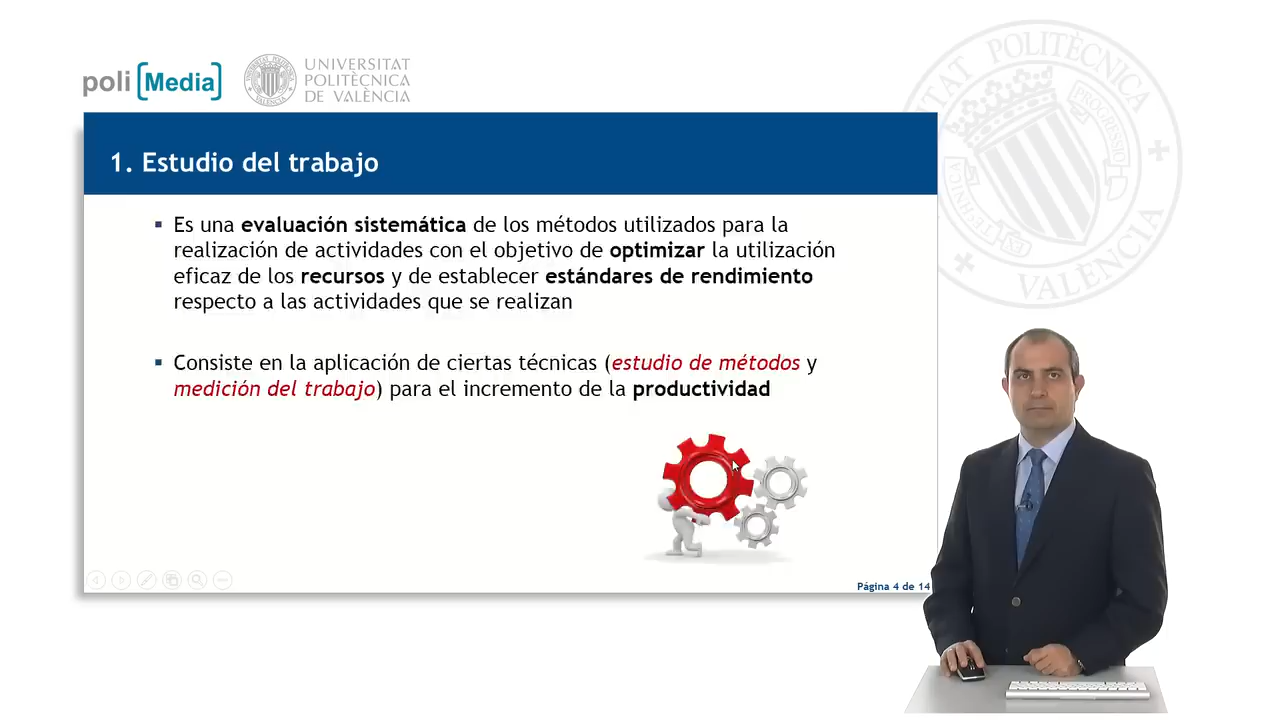 poli [Media]
UNIVERSITAT
POLITÈCNICA
DE VALÈNCIA
1. Estudio del trabajo
▪ Es una evaluación sistemática de los métodos utilizados para la
realización de actividades con el objetivo de optimizar la utilización
eficaz de los recursos y de establecer estándares de rendimiento
respecto a las actividades que se realizan
▪ Consiste en la aplicación de ciertas técnicas (estudio de métodos y
medición del trabajo) para el incremento de la productividad
Página 4 de 14
POLITÈCNICA
VALÈNCIA
PROGRESSIO